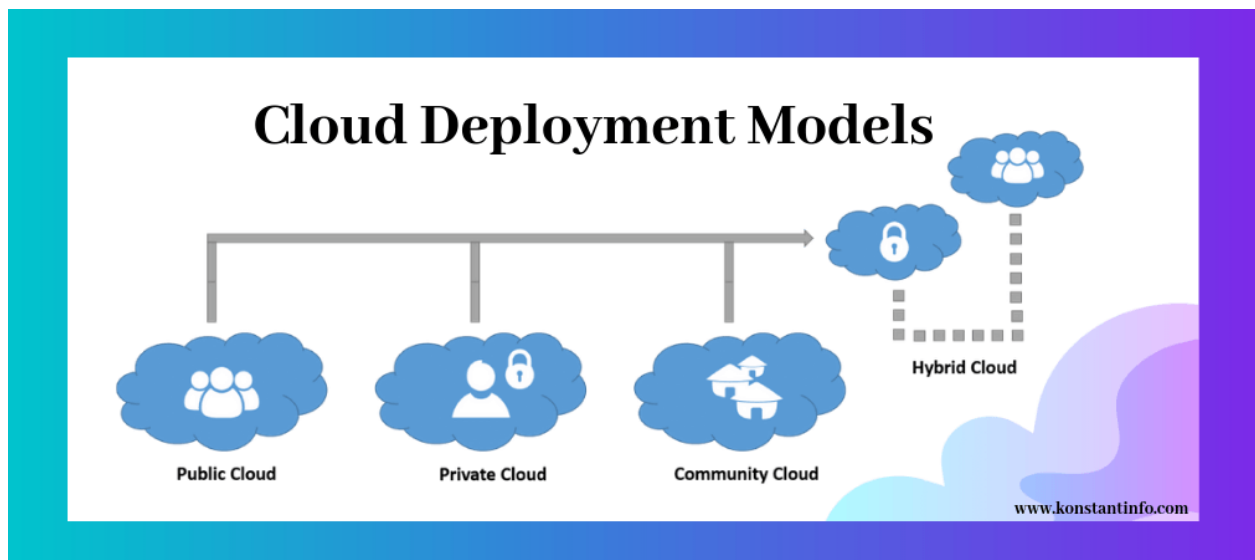 Cloud Deployment Models
Hybrid Cloud
Public Cloud
Private Cloud
Community Cloud
www.konstantinfo.com